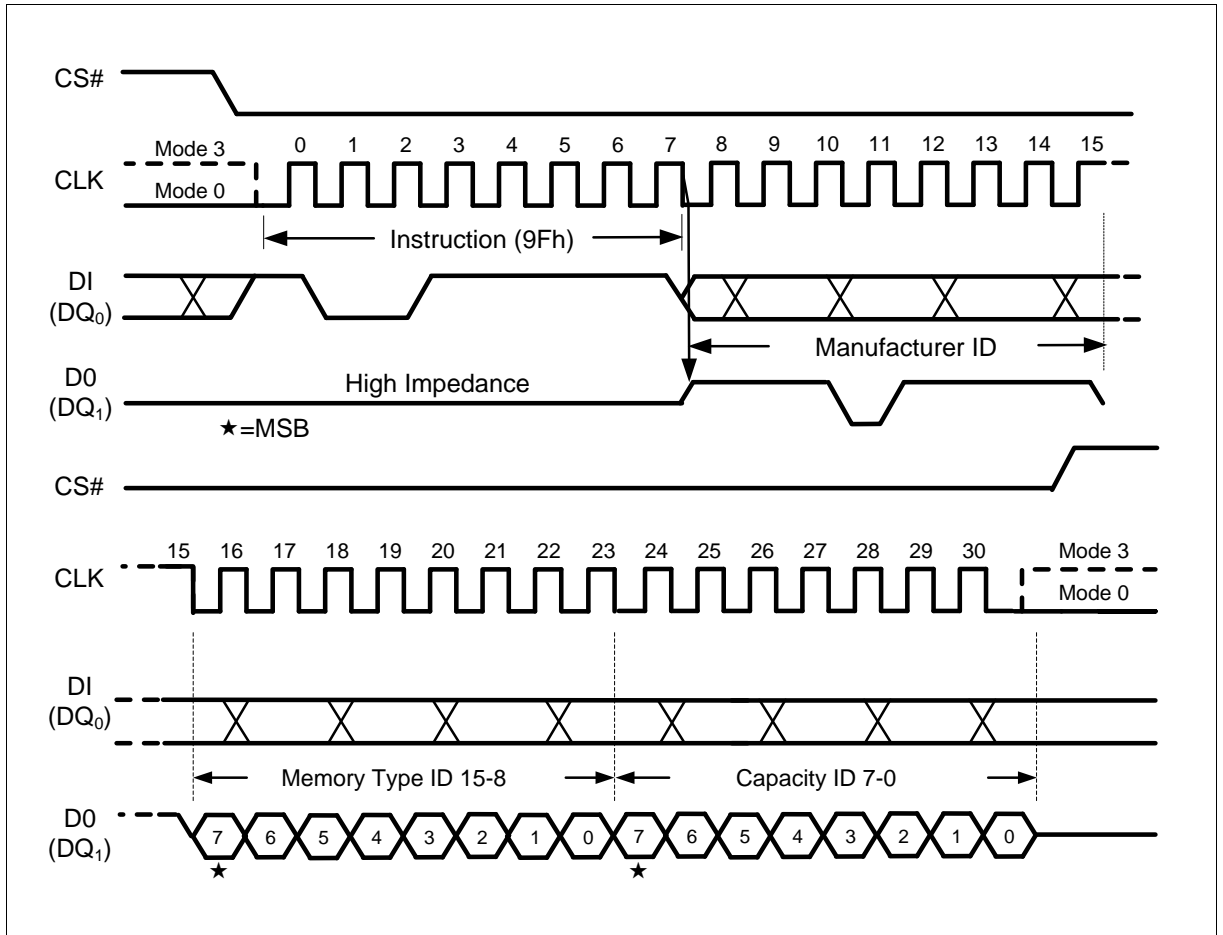 CS#
0 1 2 3 4 5 6 7 8 9 10 11 12 13 14 15
Mode 3
CLK
Mode 0
Instruction (9Fh)
DI
(DQ0)
Manufacturer ID
D0
(DQ1)
High Impedance
★=MSB
CS#
15 16 17 18 19 20 21 22 23 24 25 26 27 28 29 30
Mode 3
CLK
Mode 0
DI
(DQ0)
Memory Type ID 15-8 Capacity ID 7-0
D0
(DQ1)
7 6 5 4 3 2 1 0 7 6 5 4 3 2 1 0
★ ★